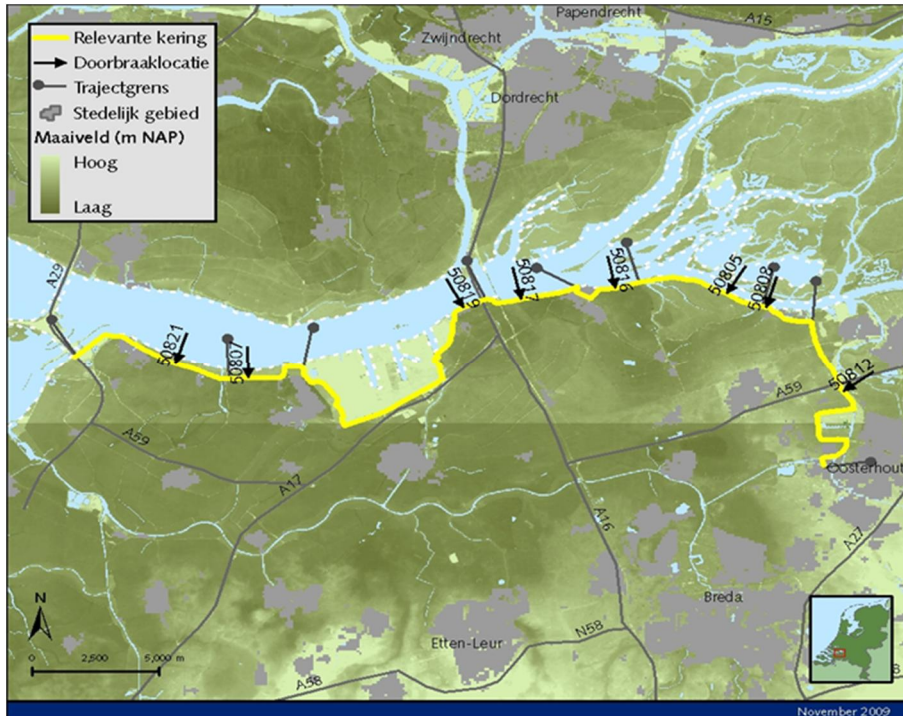 Relevante kering
Doorbraaklocatie
Trajectgrens
Stedelijk gebied
Maaiveld (m NAP)
Hoog
Laag
Papendrecht
A15
Zwijndrecht
Dordrecht
A29
50819
50817
50816
50805
50808
50821
50807
50812
A59
A59
A17
Oosterhout
A16
A27
Breda
Etten-Leur
N58
A58
N
0 2,500 5,000 m
8
November 2009